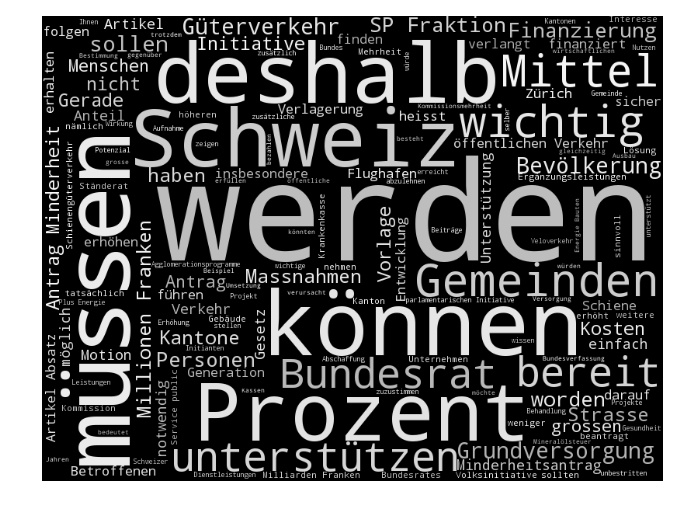 Ihnen
Artikel
Güterverkehr
SP Fraktion
Kantonen
Interesse
folgen
trotzdem
Bundes
Mehrheit
Finanzierung
sollen
Initiative
finden
verlangt
finanziert
wirtschaftlichen
Nutzen
Bestimmung
gegenüber
zusätzlich
würde
Menschen
deshalb
Mittel
erhalten
nicht
höheren
Kommissionsmehrheit
Zürich
Gemeinde
Gerade
zusätzliche
Verlagerung
wichtig
sicher
Anteil
heisst
selber
nämlich
Wirkung
Aufnahme
Schweiz
öffentlichen Verkehr
Lösung
Potenzial
zeigen
besteht
gleichzeitig
Ausbau
grosse
bezahlen
Bevölkerung
Ständerat
haben
insbesondere
Flughafen
erreicht
Ergänzungsleistungen
Antrag Minderheit
Schienengüterverkehr
müssen
erfüllen
öffentliche
abzulehnen
Unterstützung
werden
Krankenkasse
könnten
Beiträge
Veloverkehr
Energie Bauten
sinnvoll
unterstützt
erhöhen
Vorlage
Entwicklung
tatsächlich
Agglomerationsprogramme
Beispiel
wichtige
nehmen
würden
Millionen Franken
Antrag
Umsetzung
Massnahmen
parlamentarischen Initiative
Versorgung
Gemeinden
Plus Energie
führen
Projekt
verursacht
Kanton
Schiene
erhöht
weitere
Verkehr
Gebäude
stellen
können
Erhöhung
Initianten
Gesetz
wissen
Kosten
möglich
Motion
Kantone
einfach
Personen
Abschaffung
Unternehmen
Bundesverfassung
Artikel Absatz
Generation
Bundesrat
bereit
Leistungen
Service public
Kassen
zuzustimmen
möchte
Behandlung
Projekte
Kommission
notwendig
Prozent
worden
darauf
weniger
grossen
Strasse
bedeutet
beantragt
Gesundheit
Mineralölsteuer
unterstützen
Grundversorgung
Jahren
Schweizer
Minderheitsantrag
Betroffenen
Dienstleistungen
Milliarden Franken
Bundesrates
Volksinitiative
sollten
unbestritten